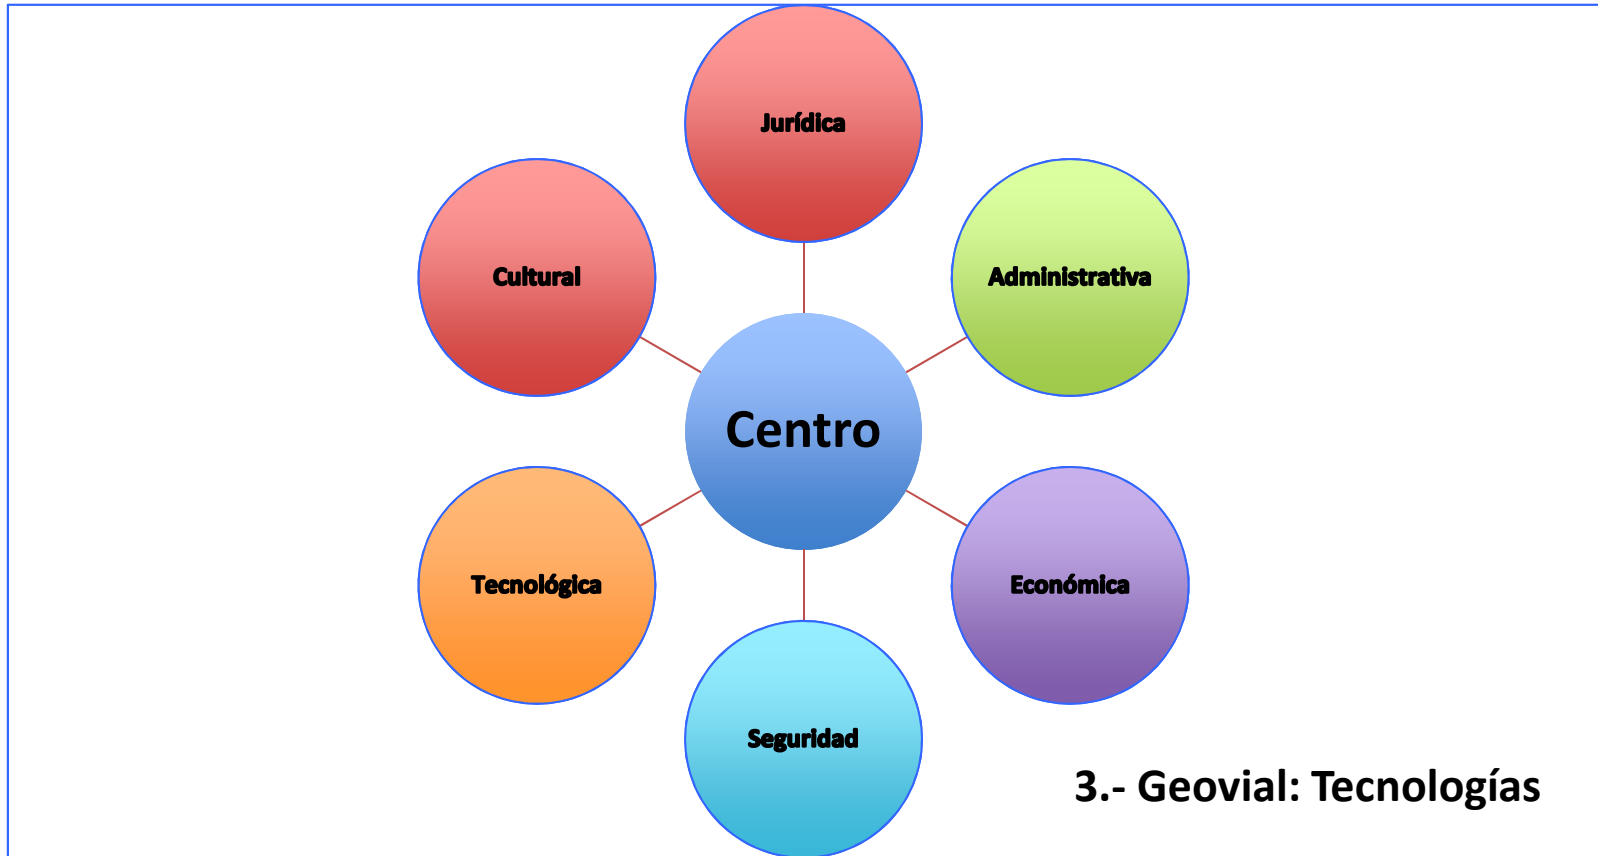 Jurídica
Cultural
Administrativa
Centro
Tecnológica
Económica
Seguridad
3.- Geovial: Tecnologías